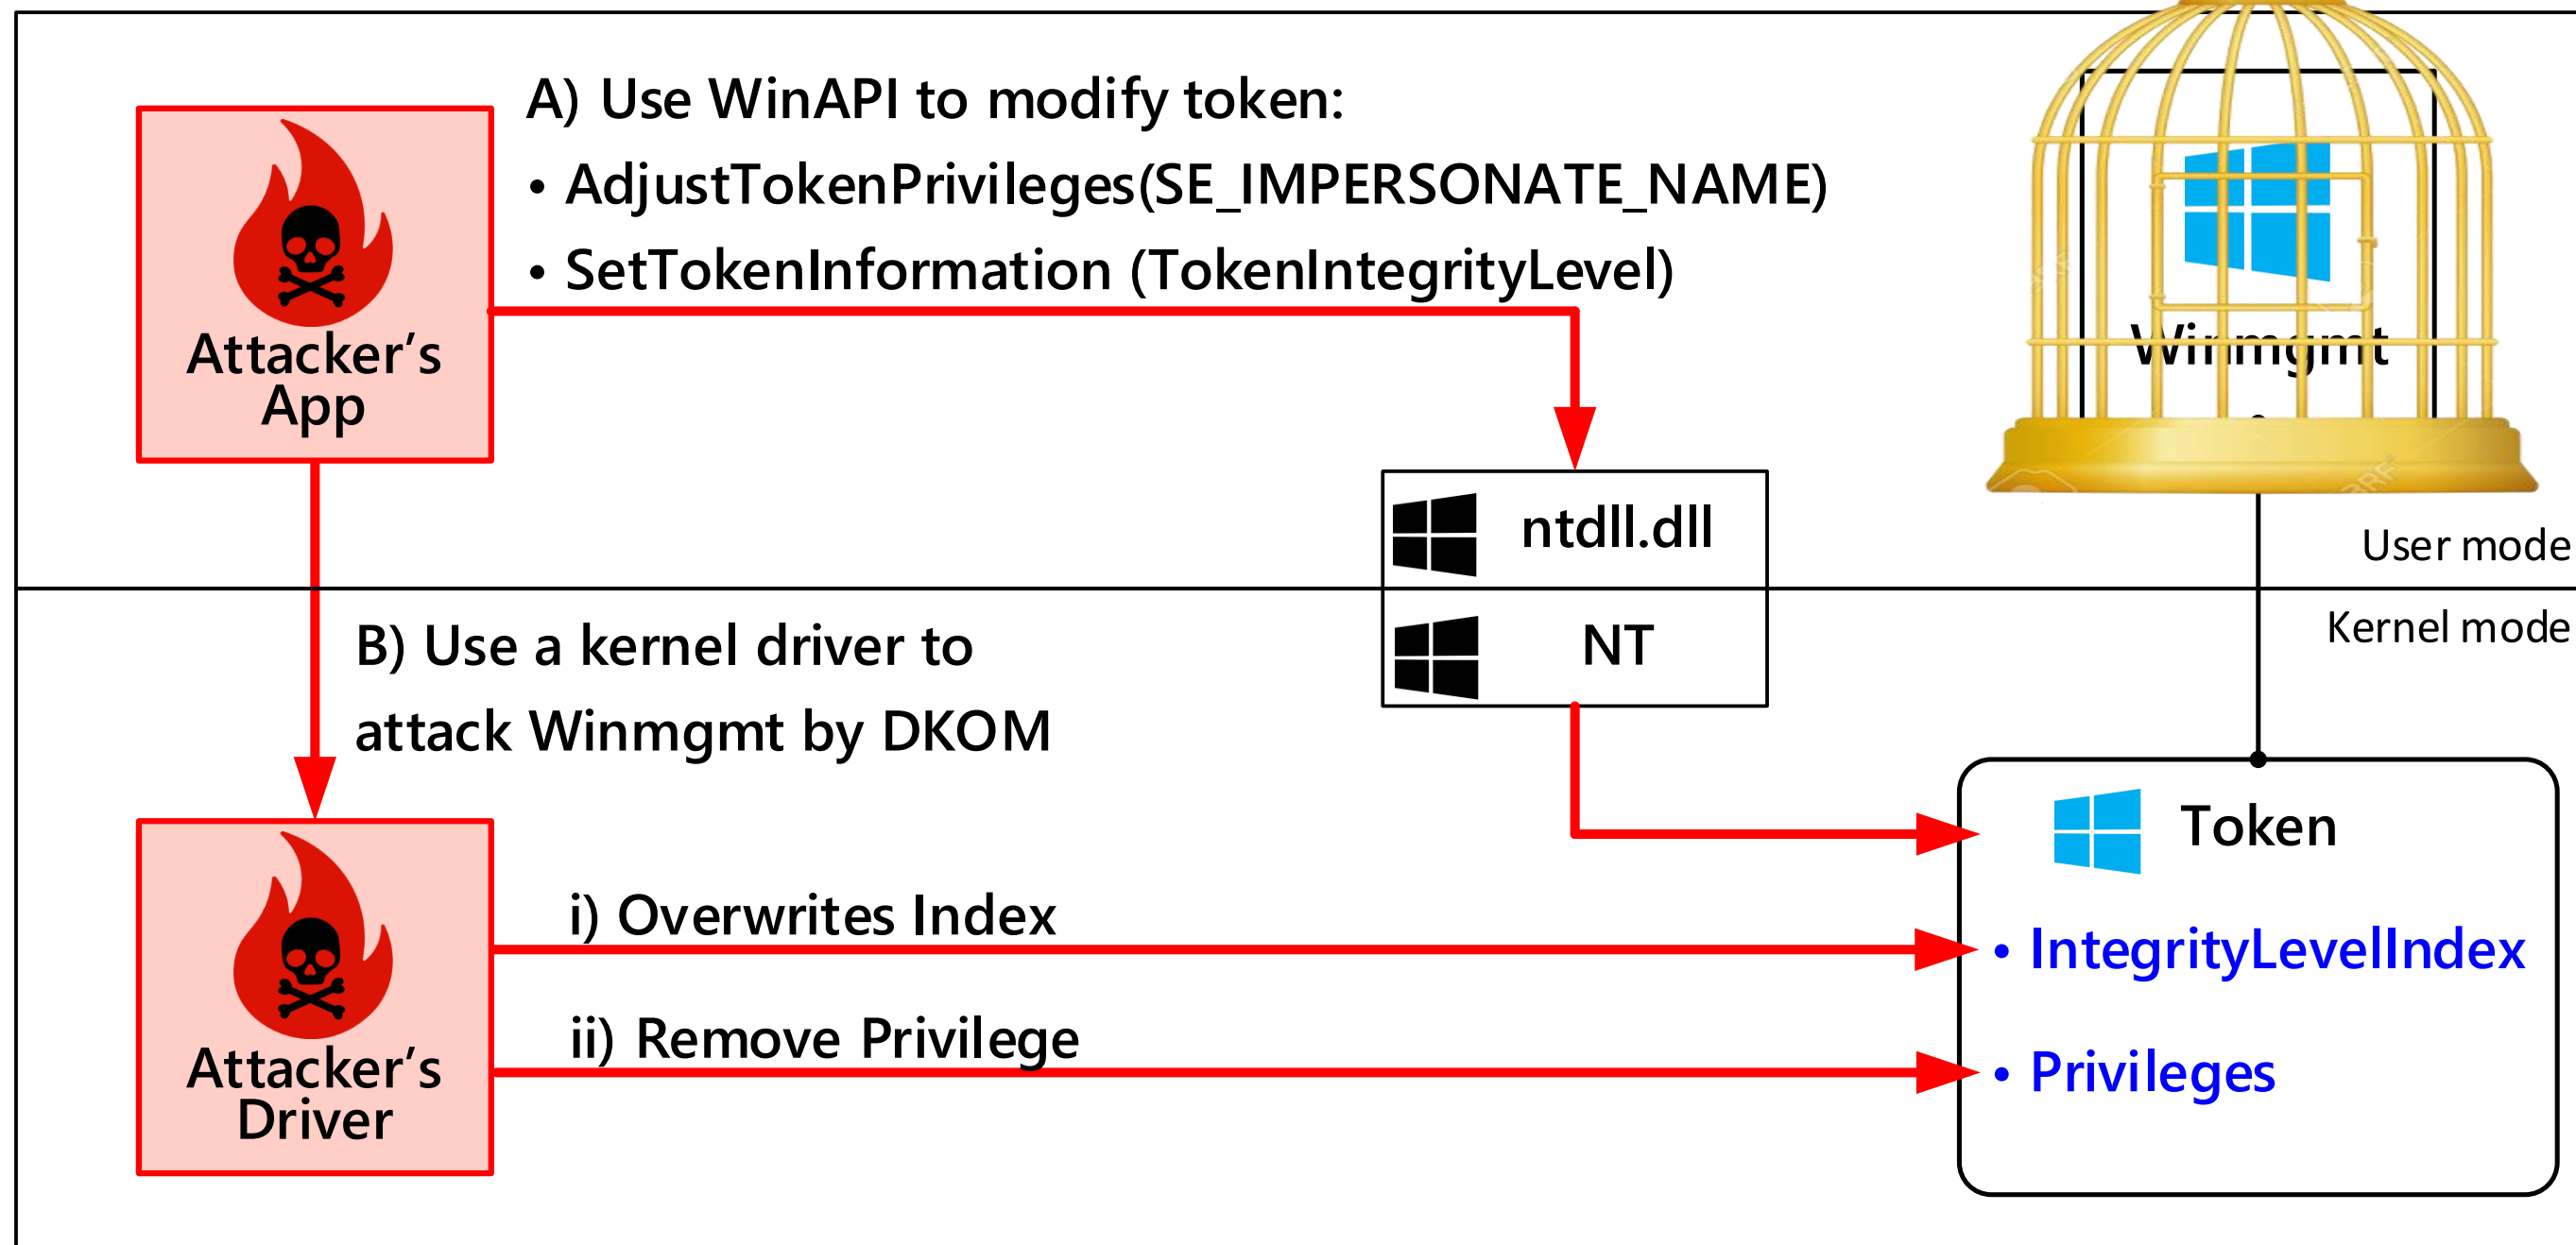 A) Use WinAPI to modify token:
• AdjustTokenPrivileges(SE_IMPERSONATE_NAME)
• SetTokenInformation (TokenIntegrityLevel)
Attacker’s
App
Winmgmt
ntdll.dll
User mode
NT
Kernel mode
B) Use a kernel driver to
attack Winmgmt by DKOM
Token
i) Overwrites Index
• IntegrityLevelIndex
ii) Remove Privilege
• Privileges
Attacker’s
Driver